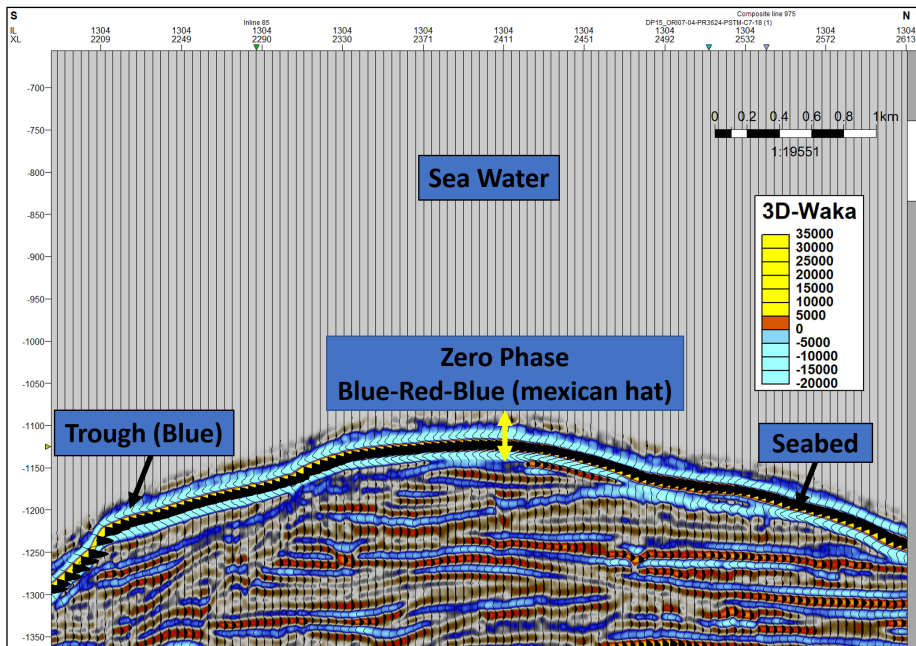 S
N
Composite line 975
Inline 85
DP15_ORI07-04-PR3624-PSTM-C7-18 (1)
IL 1304 1304 1304 1304 1304 1304 1304 1304 1304 1304 1304
XL 2209 2249 2290 2330 2371 2411 2451 2492 2532 2572 2613
-700
-750
-800
-850
-900
-950
-1000
-1050
-1100
-1150
-1200
-1250
-1300
-1350
0 0.2 0.4 0.6 0.8 1km
1:19551
Sea Water
3D-Waka
35000
30000
25000
20000
15000
10000
5000
0
-5000
-10000
-15000
-20000
Zero Phase
Blue-Red-Blue (mexican hat)
Trough (Blue)
Seabed